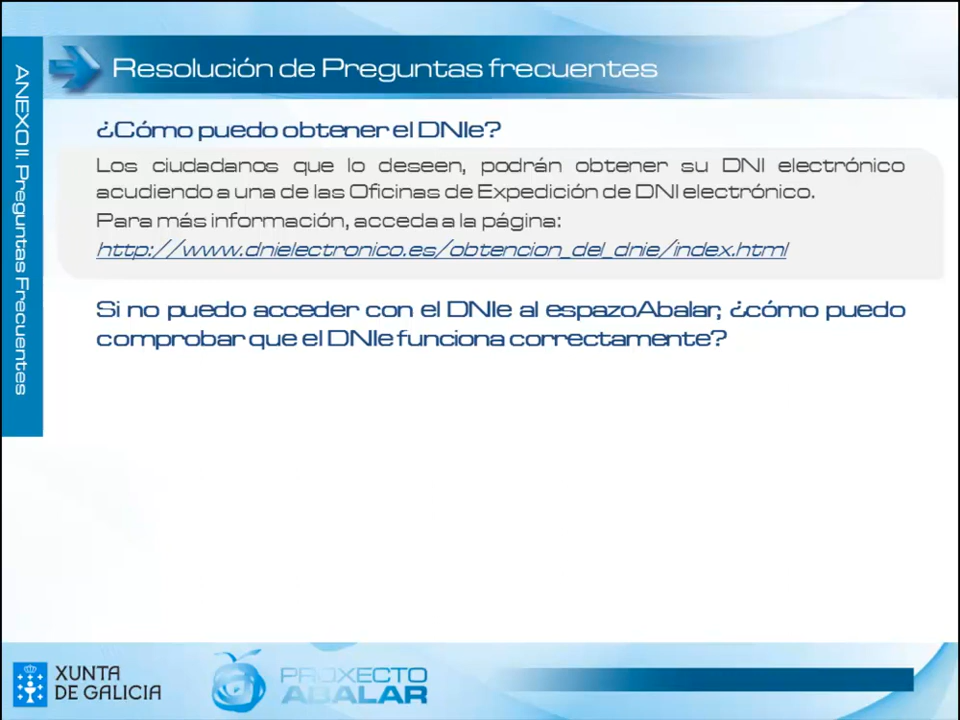 ANEXO II. Preguntas Frecuentes
Resolución de Preguntas frecuentes
¿Cómo puedo obtener el DNIe?
Los ciudadanos que lo deseen, podrán obtener su DNI electrónico
acudiendo a una de las Oficinas de Expedición de DNI electrónico.
Para más información, acceda a la página:
http://www.dnielectronico.es/obtencion_del_dnie/index.html
Si no puedo acceder con el DNIe al espazoAbalar, ¿cómo puedo
comprobar que el DNIe funciona correctamente?
XUNTA
DE GALICIA
PROXECTO
ABALAR